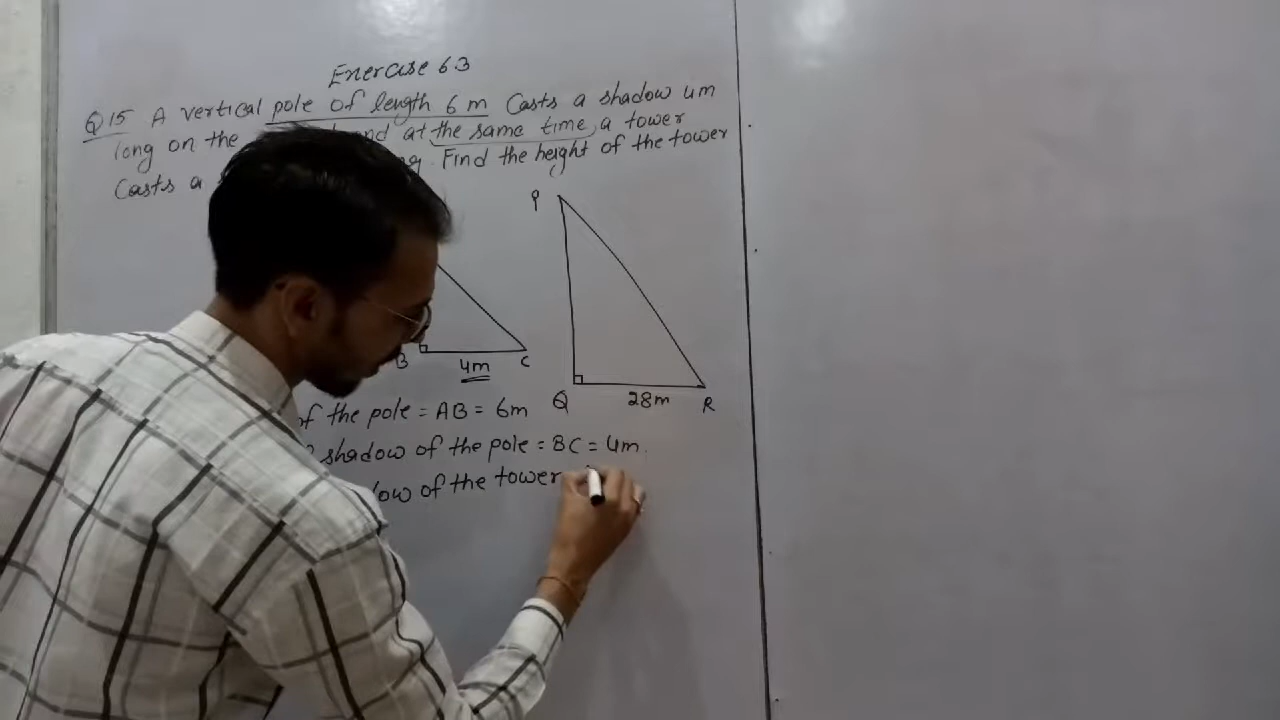 Exercise 6.3
Q15 A vertical pole of length 6 m Casts a shadow 4m
long on the and at the same time, a tower
Casts a Find the height of the tower
P
B 4m C
Q 28m R
of the pole = AB = 6m
shadow of the pole = BC = 4m.
of the tower